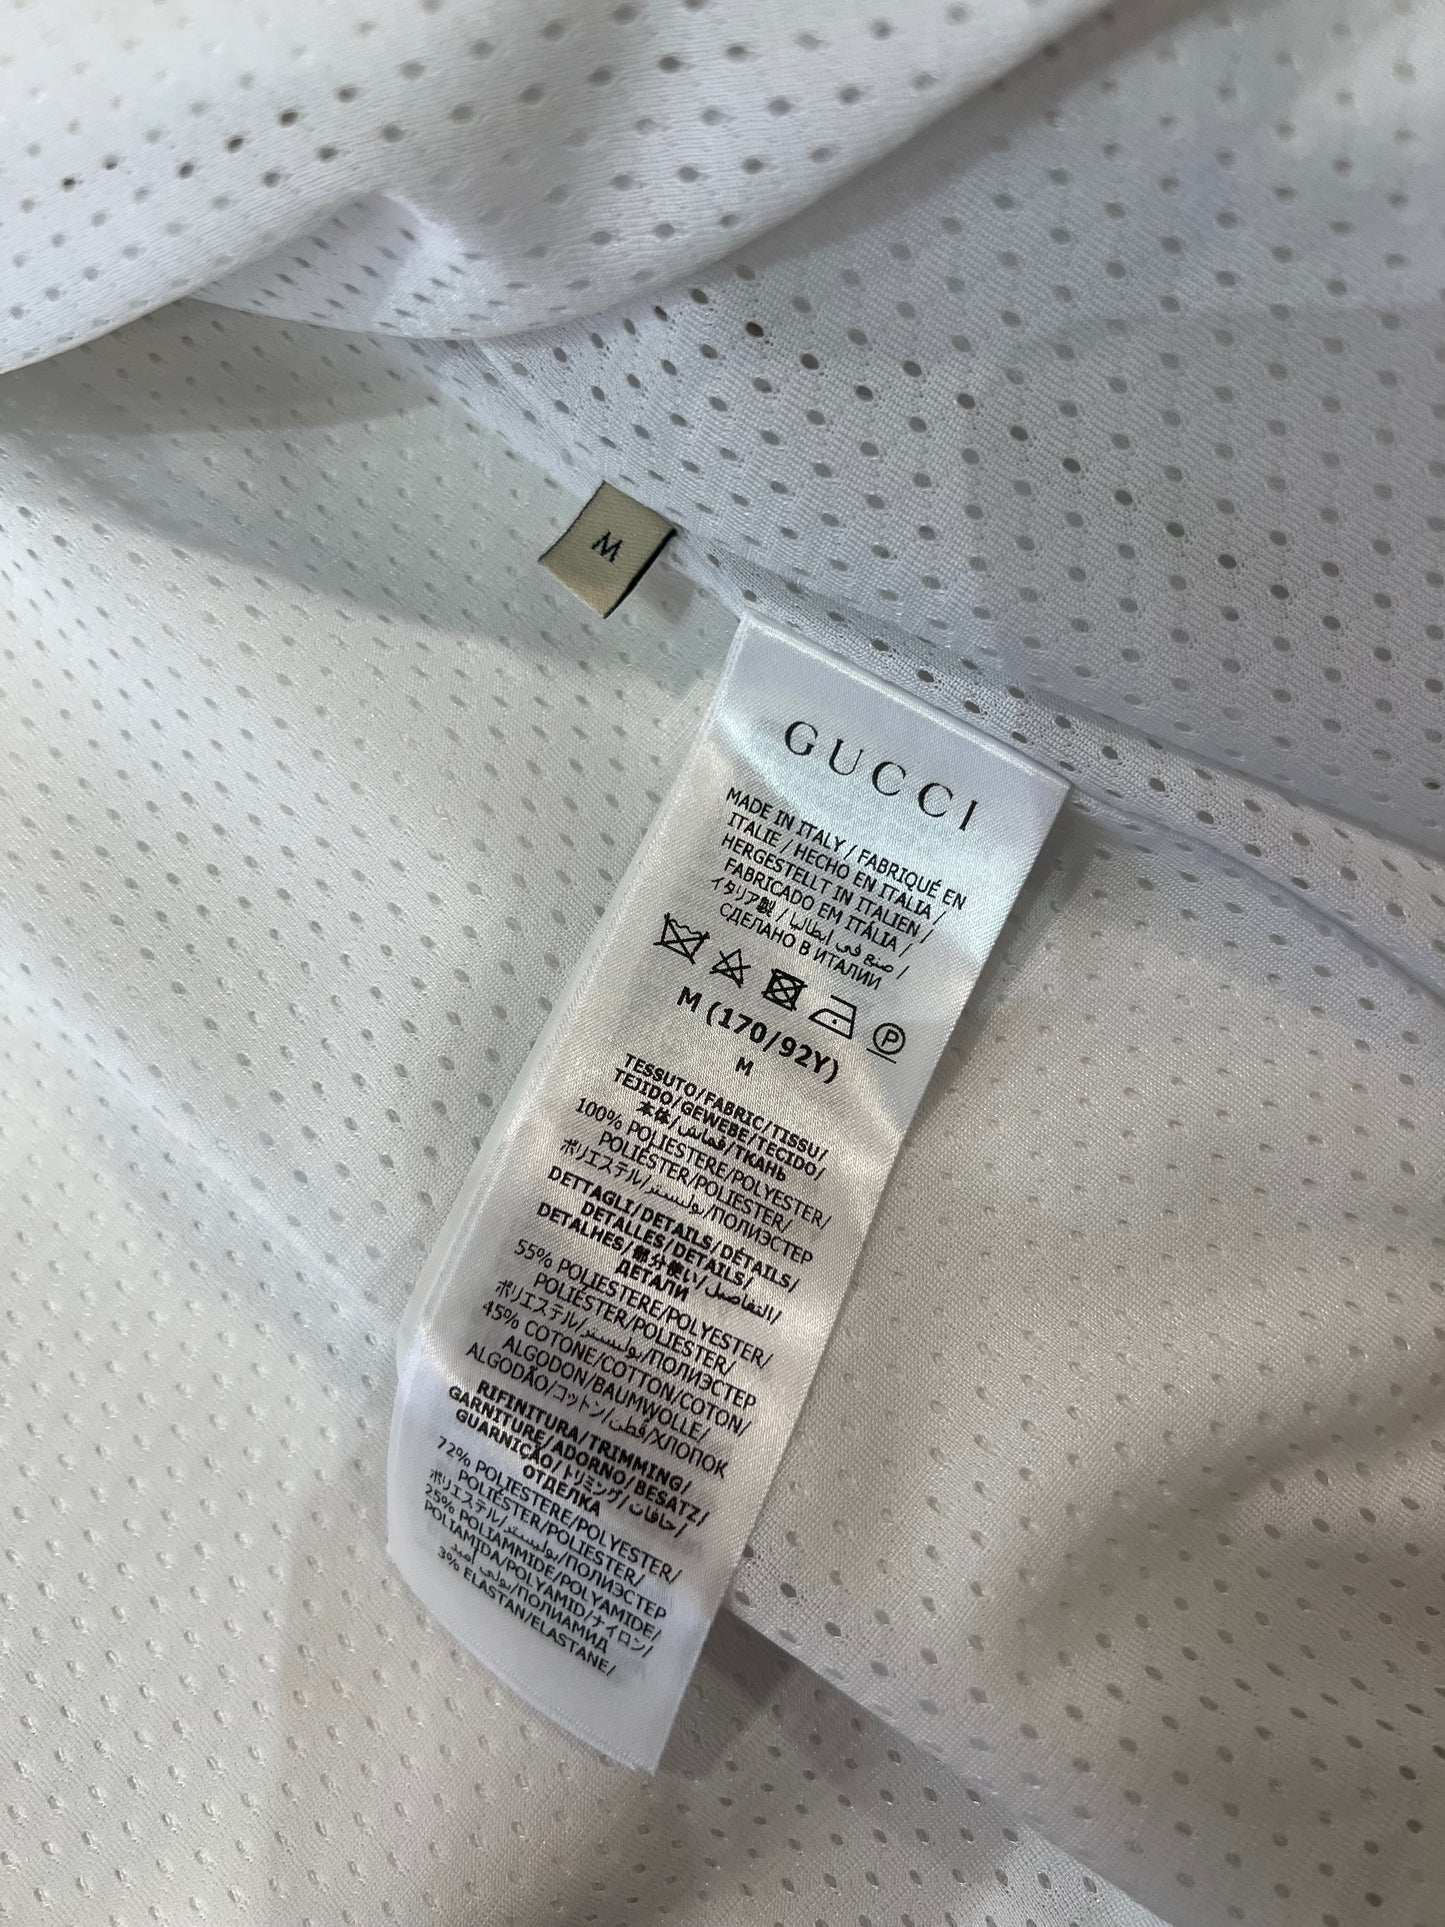 M
GUCCI
MADE IN ITALY / FABRIQUÉ EN
ITALIE / HECHO EN ITALIA /
HERGESTELLT IN ITALIEN /
FABRICADO EM ITÁLIA /
イタリア製 / صنع في ايطاليا /
СДЕЛАНО В ИТАЛИИ
P
M (170/92Y)
M
TESSUTO/FABRIC/TISSU/
TEJIDO/GEWEBE/TECIDO/
本体/قماش/ТКАНЬ
100% POLIESTERE/POLYESTER/
POLIÉSTER/POLIESTER/
ポリエステル/بوليستر/ПОЛИЭСТЕР
DETTAGLI/DETAILS/DÉTAILS/
DETALLES/DETAILS/
DETALHES/部分使い/التفاصيل/
ДЕТАЛИ
55% POLIESTERE/POLYESTER/
POLIÉSTER/POLIESTER/
ポリエステル/بوليستر/ПОЛИЭСТЕР
45% COTONE/COTTON/COTON/
ALGODON/BAUMWOLLE/
ALGODÃO/コットン/قطن/ХЛОПОК
RIFINITURA/TRIMMING/
GARNITURE/ADORNO/BESATZ/
GUARNIÇÃO/トリミング/حافات/
ОТДЕЛКА
72% POLIESTERE/POLYESTER/
POLIÉSTER/POLIESTER/
ポリエステル/بوليستر/ПОЛИЭСТЕР
25% POLIAMMIDE/POLYAMIDE/
POLIAMIDA/POLYAMID/ナイロン/
بولي أميد/ПОЛИАМИД
3% ELASTAN/ELASTANE/